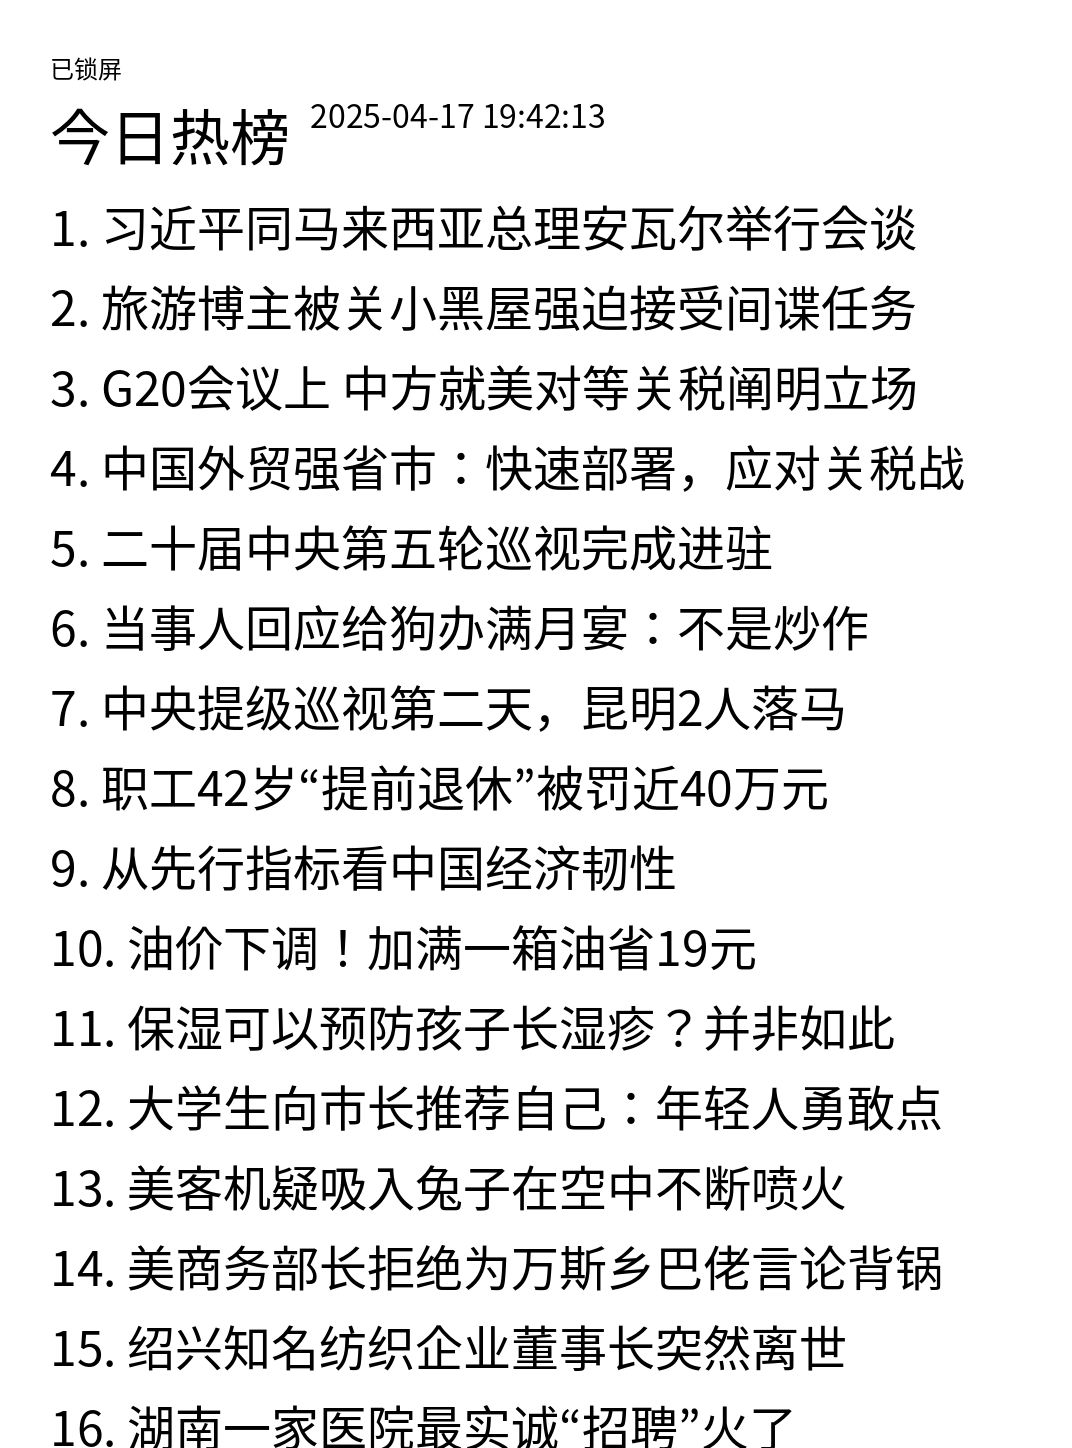 已锁屏
今日热榜 2025-04-17 19:42:13
1. 习近平同马来西亚总理安瓦尔举行会谈
2. 旅游博主被关小黑屋强迫接受间谍任务
3. G20会议上 中方就美对等关税阐明立场
4. 中国外贸强省市：快速部署，应对关税战
5. 二十届中央第五轮巡视完成进驻
6. 当事人回应给狗办满月宴：不是炒作
7. 中央提级巡视第二天，昆明2人落马
8. 职工42岁“提前退休”被罚近40万元
9. 从先行指标看中国经济韧性
10. 油价下调！加满一箱油省19元
11. 保湿可以预防孩子长湿疹？并非如此
12. 大学生向市长推荐自己：年轻人勇敢点
13. 美客机疑吸入兔子在空中不断喷火
14. 美商务部长拒绝为万斯乡巴佬言论背锅
15. 绍兴知名纺织企业董事长突然离世
16. 湖南一家医院最实诚“招聘”火了